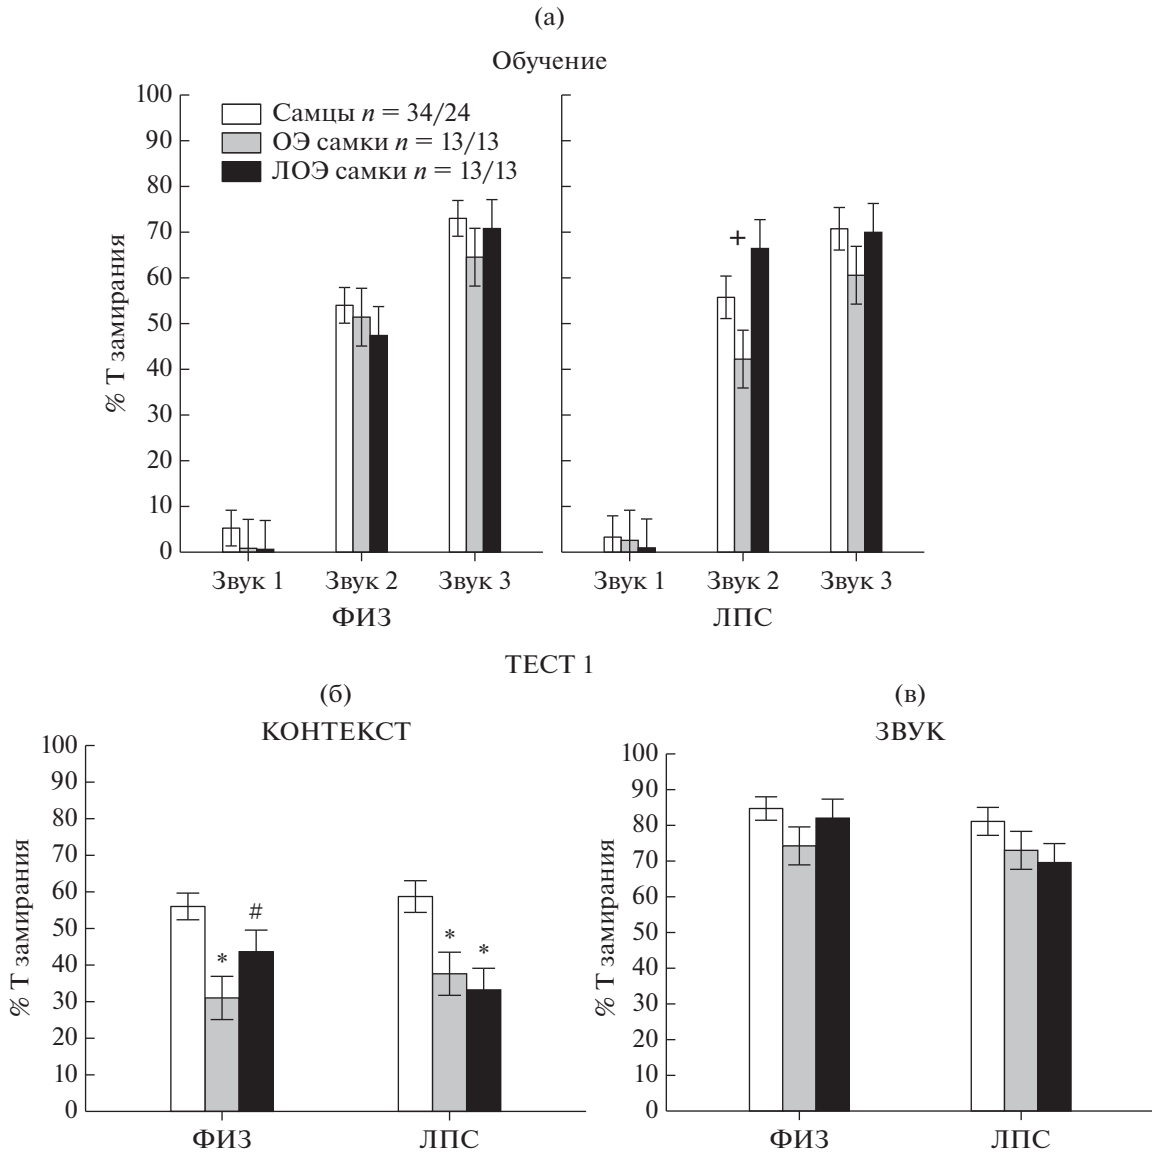 (а)
Обучение
Самцы n = 34/24
ОЭ самки n = 13/13
ЛОЭ самки n = 13/13
% Т замирания
100
90
80
70
60
50
40
30
20
10
0
+
Звук 1 Звук 2 Звук 3 Звук 1 Звук 2 Звук 3
ФИЗ ЛПС
ТЕСТ 1
(б)
КОНТЕКСТ
% Т замирания
100
90
80
70
60
50
40
30
20
10
0
* # * *
ФИЗ ЛПС
(в)
ЗВУК
% Т замирания
100
90
80
70
60
50
40
30
20
10
0
ФИЗ ЛПС